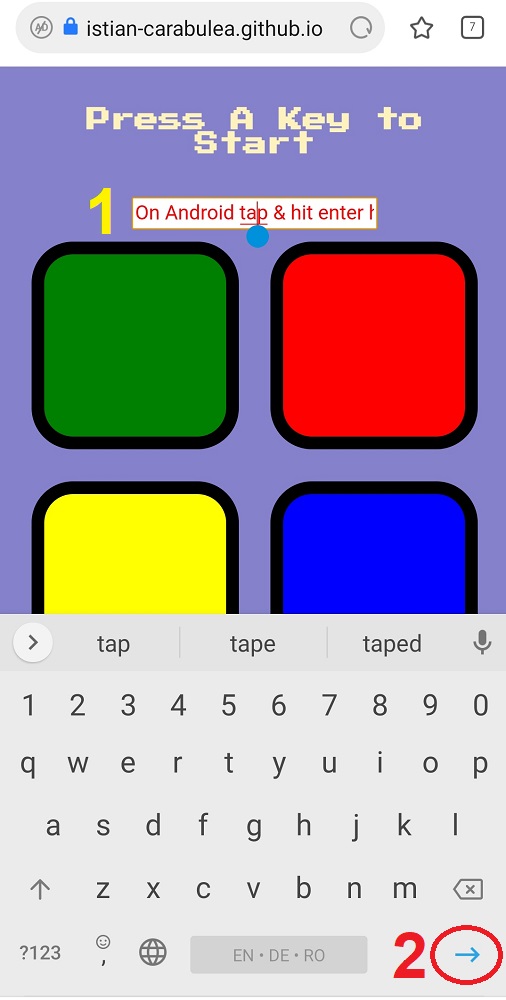 istian-carabulea.github.io
7
Press A Key to
Start
1
On Android tap & hit enter h
tap tape taped
1 2 3 4 5 6 7 8 9 0
q w e r t y u i o p
a s d f g h j k l
z x c v b n m
?123 , EN • DE • RO 2